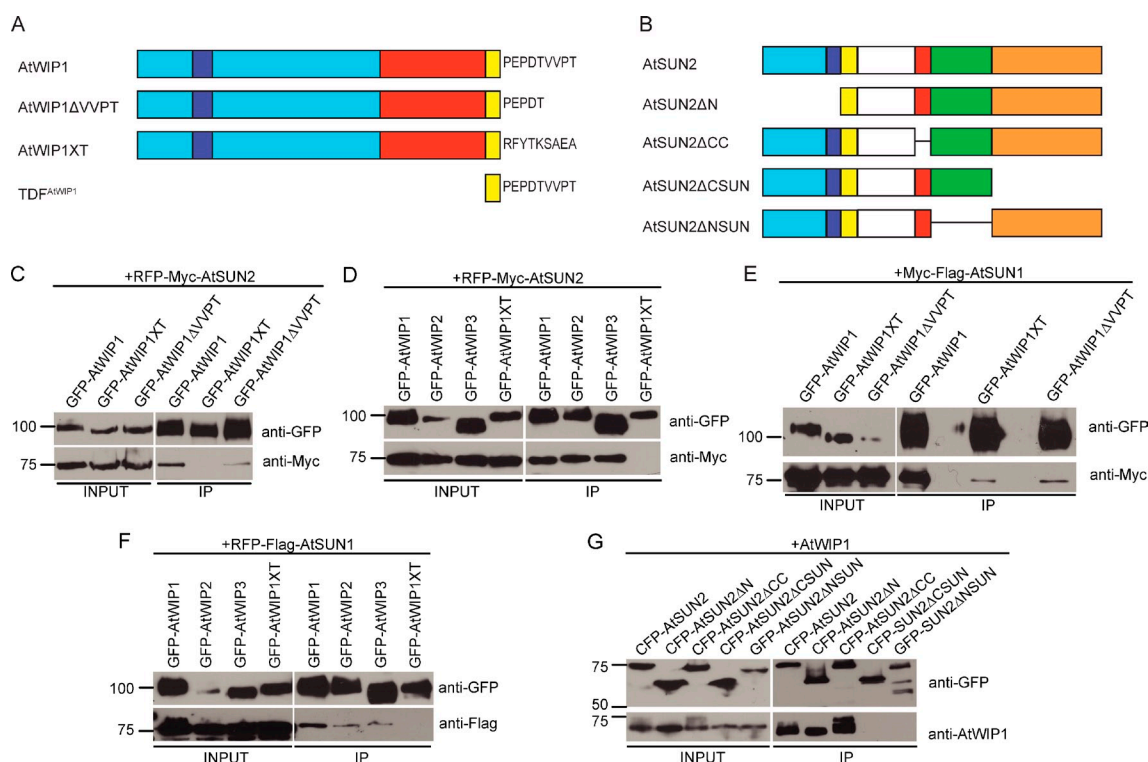 A
AtWIP1
PEPDTVVPT
AtWIP1ΔVVPT
PEPDT
AtWIP1XT
RFYTKSAEA
TDFAtWIP1
PEPDTVVPT
B
AtSUN2
AtSUN2ΔN
AtSUN2ΔCC
AtSUN2ΔCSUN
AtSUN2ΔNSUN
C
+RFP-Myc-AtSUN2
GFP-AtWIP1
GFP-AtWIP1XT
GFP-AtWIP1ΔVVPT
GFP-AtWIP1
GFP-AtWIP1XT
GFP-AtWIP1ΔVVPT
100
anti-GFP
75
anti-Myc
INPUT
IP
D
+RFP-Myc-AtSUN2
GFP-AtWIP1
GFP-AtWIP2
GFP-AtWIP3
GFP-AtWIP1XT
GFP-AtWIP1
GFP-AtWIP2
GFP-AtWIP3
GFP-AtWIP1XT
100
anti-GFP
75
anti-Myc
INPUT
IP
E
+Myc-Flag-AtSUN1
GFP-AtWIP1
GFP-AtWIP1XT
GFP-AtWIP1ΔVVPT
GFP-AtWIP1
GFP-AtWIP1XT
GFP-AtWIP1ΔVVPT
100
anti-GFP
75
anti-Myc
INPUT
IP
F
+RFP-Flag-AtSUN1
GFP-AtWIP1
GFP-AtWIP2
GFP-AtWIP3
GFP-AtWIP1XT
GFP-AtWIP1
GFP-AtWIP2
GFP-AtWIP3
GFP-AtWIP1XT
100
anti-GFP
75
anti-Flag
INPUT
IP
G
+AtWIP1
CFP-AtSUN2
CFP-AtSUN2ΔN
CFP-AtSUN2ΔCC
CFP-AtSUN2ΔCSUN
GFP-AtSUN2ΔNSUN
CFP-AtSUN2
CFP-AtSUN2ΔN
CFP-AtSUN2ΔCC
CFP-SUN2ΔCSUN
GFP-SUN2ΔNSUN
75
anti-GFP
50
75
anti-AtWIP1
INPUT
IP